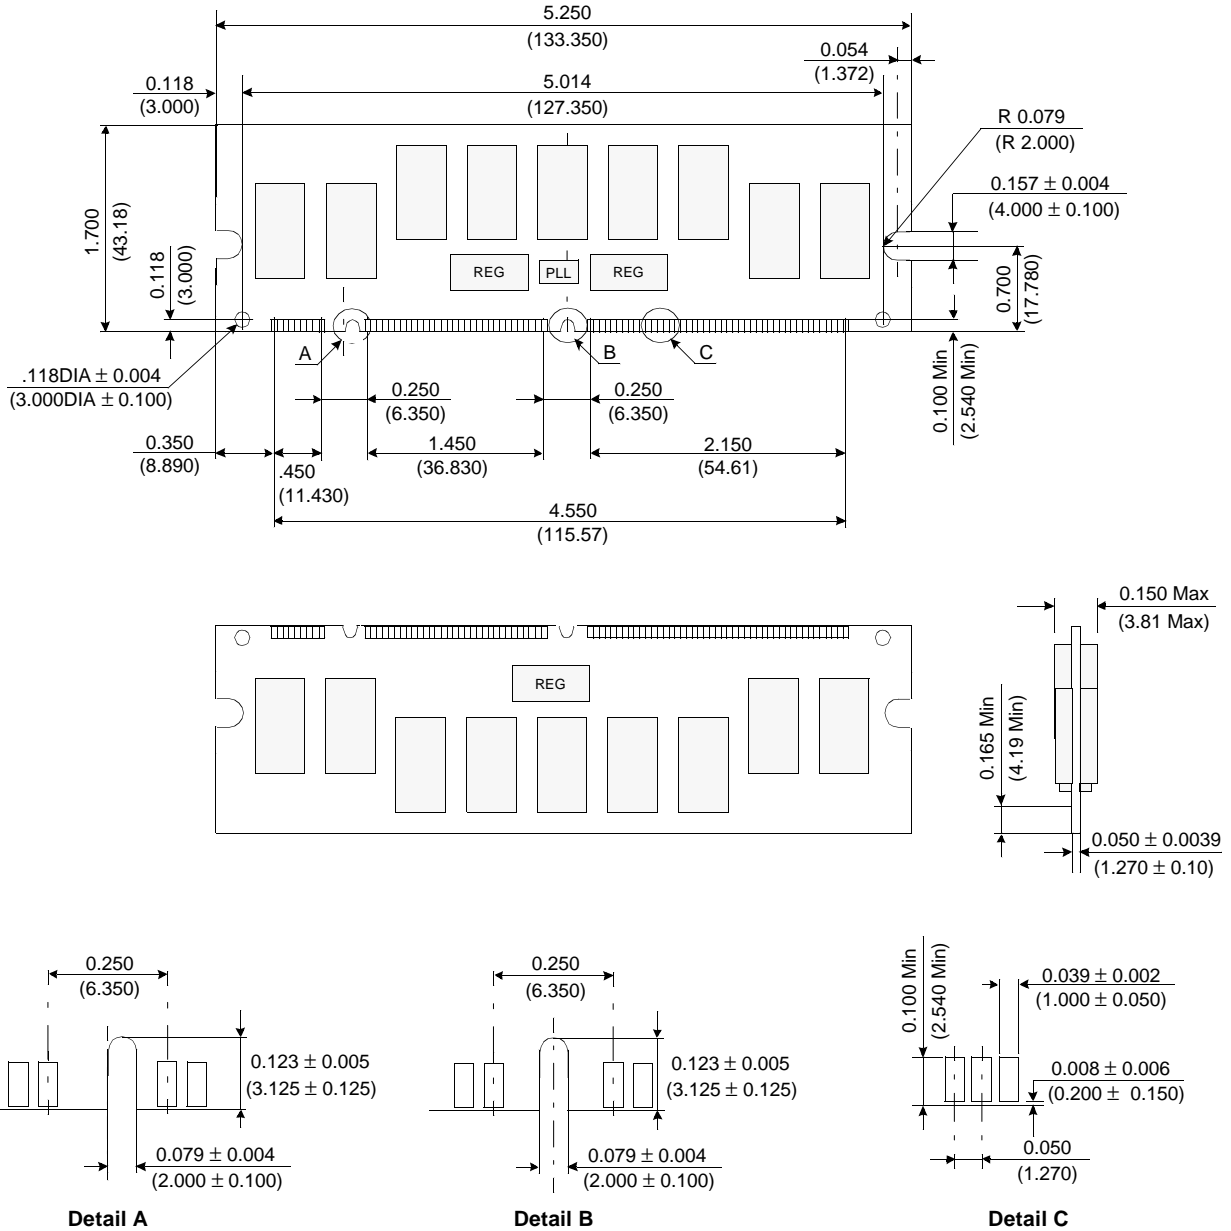 5.250
(133.350)
0.054
(1.372)
0.118
(3.000)
5.014
(127.350)
R 0.079
(R 2.000)
0.157 ± 0.004
(4.000 ± 0.100)
1.700
(43.18)
0.118
(3.000)
REG
PLL
REG
0.700
(17.780)
A
B
C
0.100 Min
(2.540 Min)
.118DIA ± 0.004
(3.000DIA ± 0.100)
0.250
(6.350)
0.250
(6.350)
0.350
(8.890)
.450
(11.430)
1.450
(36.830)
2.150
(54.61)
4.550
(115.57)
REG
0.150 Max
(3.81 Max)
0.165 Min
(4.19 Min)
0.050 ± 0.0039
(1.270 ± 0.10)
0.250
(6.350)
0.123 ± 0.005
(3.125 ± 0.125)
0.079 ± 0.004
(2.000 ± 0.100)
Detail A
0.250
(6.350)
0.123 ± 0.005
(3.125 ± 0.125)
0.079 ± 0.004
(2.000 ± 0.100)
Detail B
0.100 Min
(2.540 Min)
0.039 ± 0.002
(1.000 ± 0.050)
0.008 ± 0.006
(0.200 ± 0.150)
0.050
(1.270)
Detail C